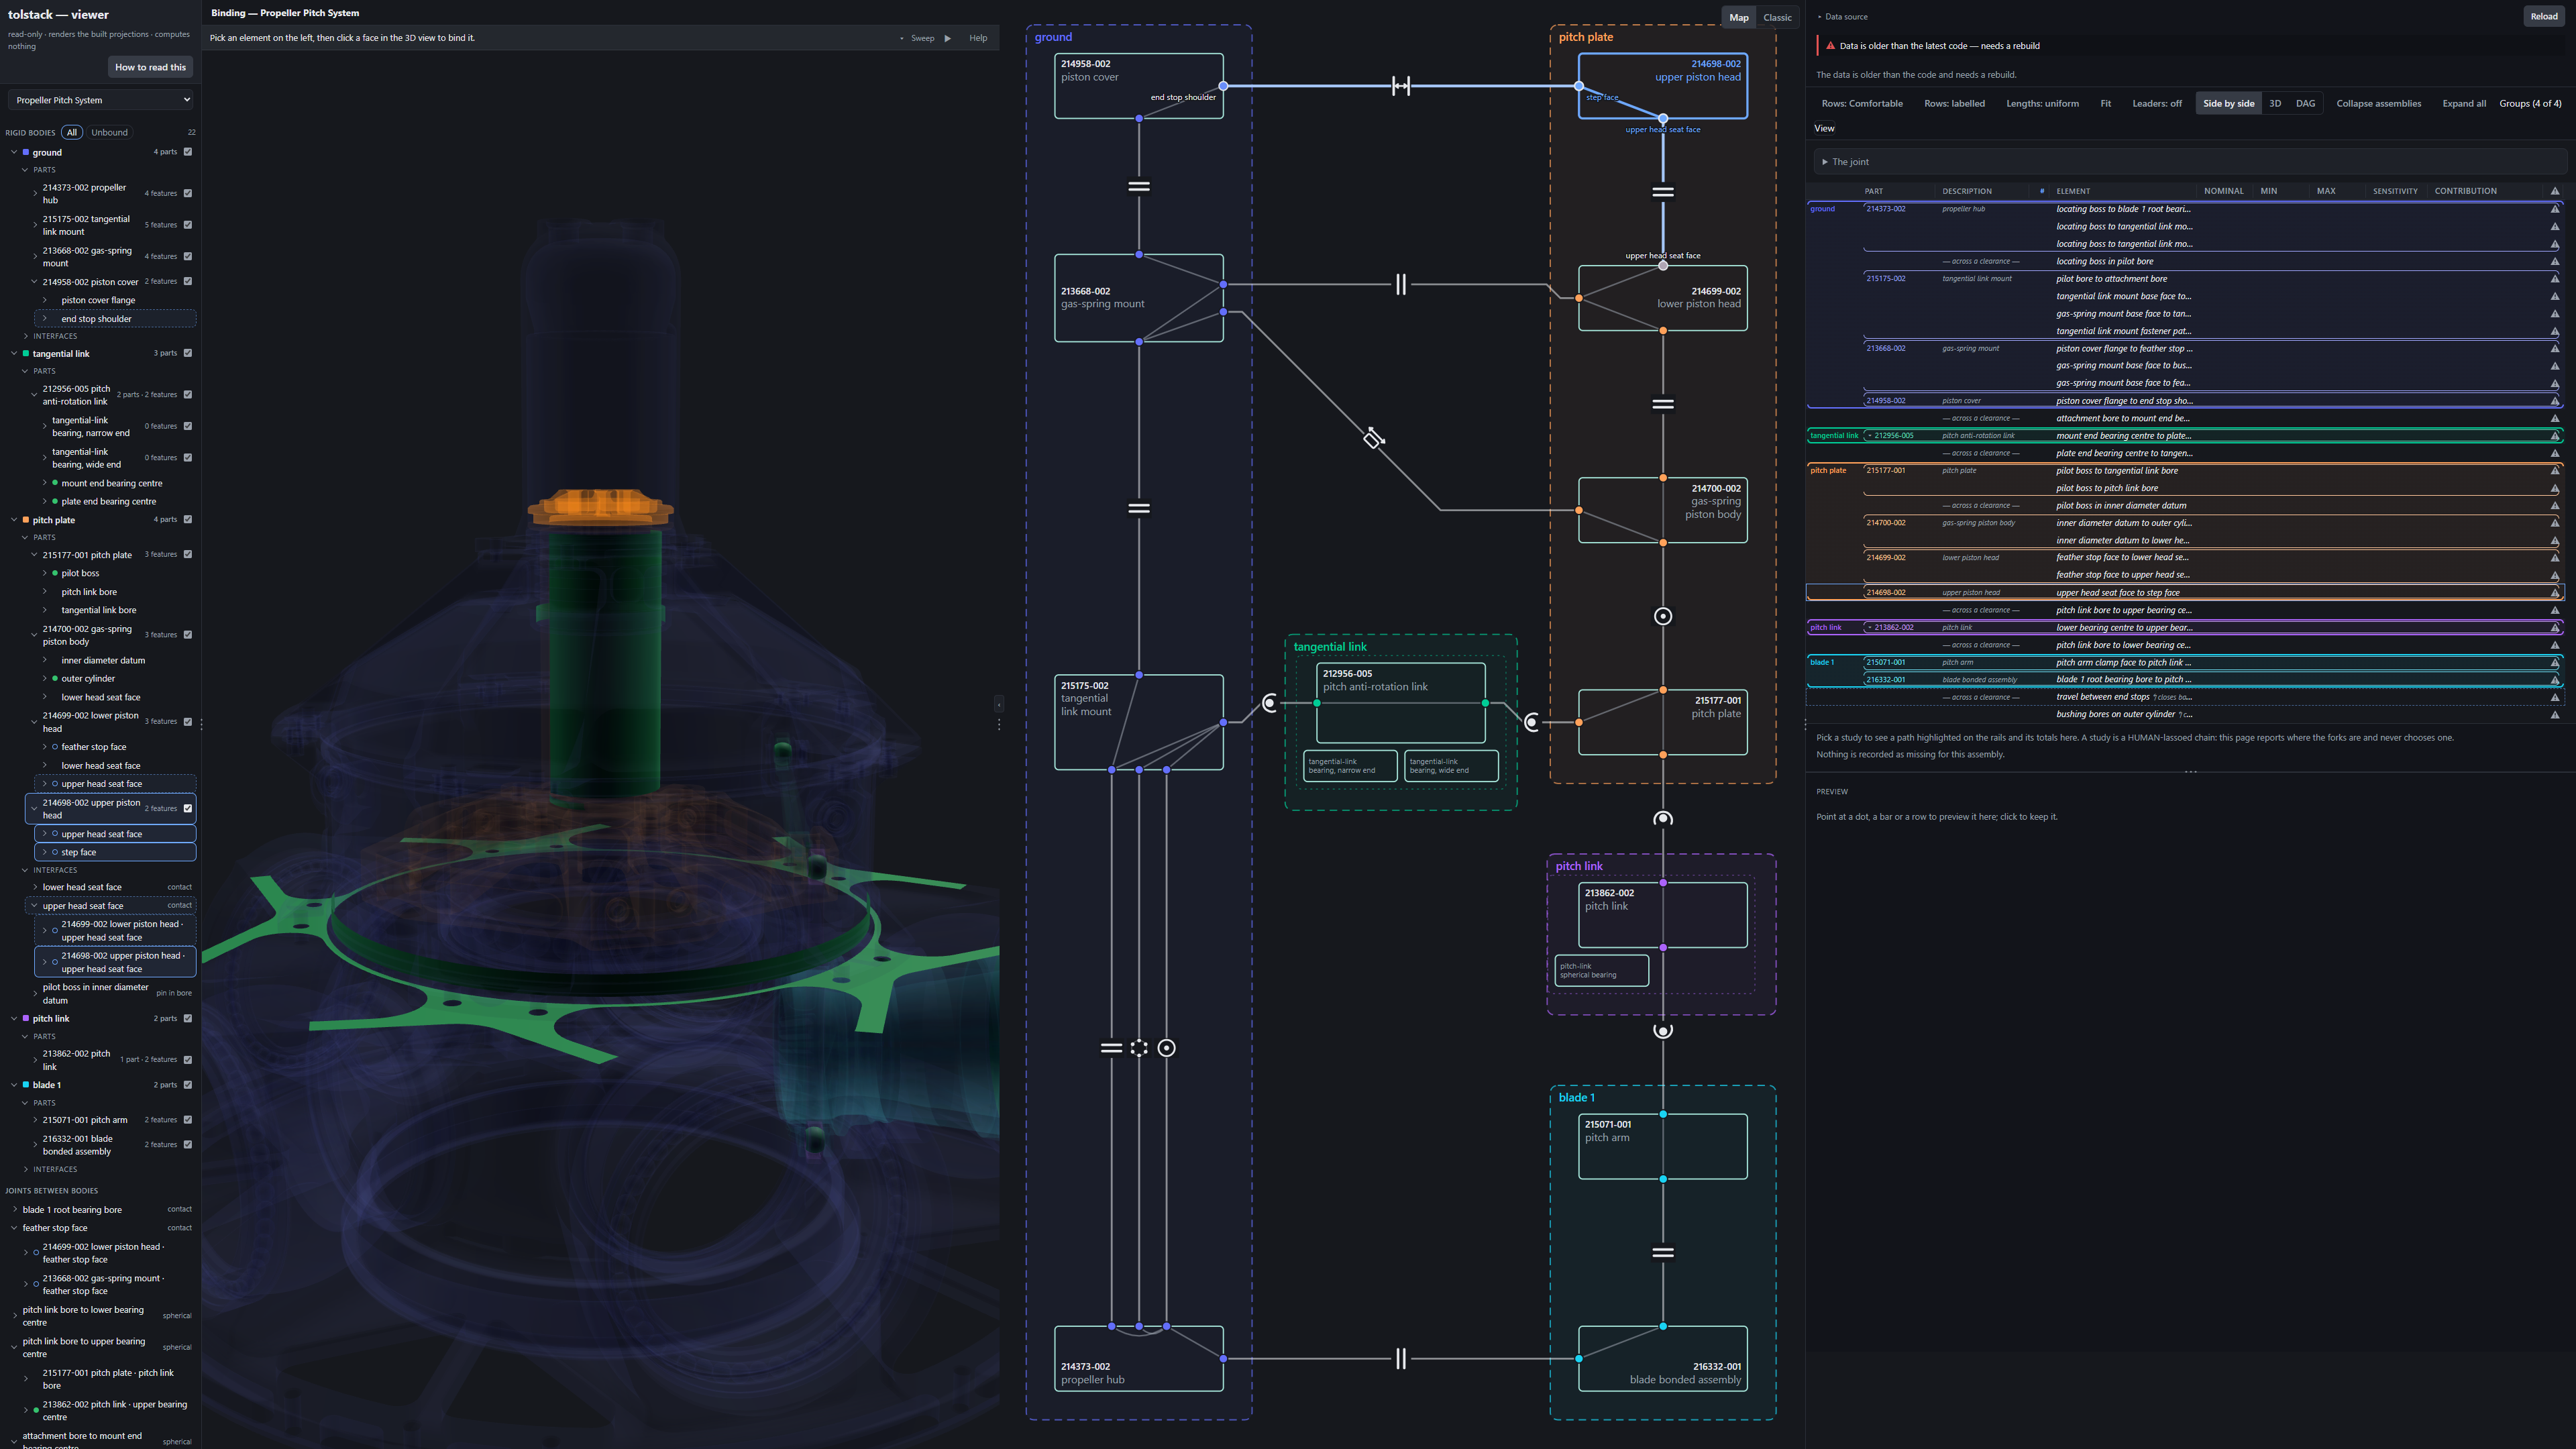 tolstack — viewer
read-only · renders the built projections · computes
nothing
How to read this
Propeller Pitch System
RIGID BODIES All Unbound 22
ground 4 parts
PARTS
214373-002 propeller
hub
4 features
215175-002 tangential
link mount
5 features
213668-002 gas-spring
mount
4 features
214958-002 piston cover 2 features
piston cover flange
end stop shoulder
INTERFACES
tangential link 3 parts
PARTS
212956-005 pitch
anti-rotation link
2 parts · 2 features
tangential-link
bearing, narrow end
0 features
tangential-link
bearing, wide end
0 features
mount end bearing centre
plate end bearing centre
pitch plate 4 parts
PARTS
215177-001 pitch plate 3 features
pilot boss
pitch link bore
tangential link bore
214700-002 gas-spring
piston body
3 features
inner diameter datum
outer cylinder
lower head seat face
214699-002 lower piston
head
3 features
feather stop face
lower head seat face
upper head seat face
214698-002 upper piston
head
2 features
upper head seat face
step face
INTERFACES
lower head seat face contact
upper head seat face contact
214699-002 lower piston head ·
upper head seat face
214698-002 upper piston head ·
upper head seat face
pilot boss in inner diameter
datum
pin in bore
pitch link 2 parts
PARTS
213862-002 pitch
link
1 part · 2 features
blade 1 2 parts
PARTS
215071-001 pitch arm 2 features
216332-001 blade
bonded assembly
2 features
INTERFACES
JOINTS BETWEEN BODIES
blade 1 root bearing bore contact
feather stop face contact
214699-002 lower piston head ·
feather stop face
213668-002 gas-spring mount ·
feather stop face
pitch link bore to lower bearing
centre
spherical
pitch link bore to upper bearing
centre
spherical
215177-001 pitch plate · pitch link
bore
213862-002 pitch link · upper bearing
centre
attachment bore to mount end
bearing centre
spherical
Binding — Propeller Pitch System
Pick an element on the left, then click a face in the 3D view to bind it.
Sweep Help
Map Classic
ground
214958-002
piston cover
end stop shoulder
213668-002
gas-spring mount
215175-002
tangential
link mount
214373-002
propeller hub
tangential link
212956-005
pitch anti-rotation link
tangential-link
bearing, narrow end
tangential-link
bearing, wide end
pitch plate
214698-002
upper piston head
step face
upper head seat face
upper head seat face
214699-002
lower piston head
214700-002
gas-spring
piston body
215177-001
pitch plate
pitch link
213862-002
pitch link
pitch-link
spherical bearing
blade 1
215071-001
pitch arm
216332-001
blade bonded assembly
Data source
Reload
Data is older than the latest code — needs a rebuild
The data is older than the code and needs a rebuild.
Rows: Comfortable Rows: labelled Lengths: uniform Fit Leaders: off Side by side 3D DAG Collapse assemblies Expand all Groups (4 of 4)
View
The joint
PART DESCRIPTION # ELEMENT NOMINAL MIN MAX SENSITIVITY CONTRIBUTION
ground 214373-002 propeller hub locating boss to blade 1 root beari...
locating boss to tangential link mo...
locating boss to tangential link mo...
— across a clearance — locating boss in pilot bore
215175-002 tangential link mount pilot bore to attachment bore
tangential link mount base face to...
gas-spring mount base face to tan...
tangential link mount fastener pat...
213668-002 gas-spring mount piston cover flange to feather stop ...
gas-spring mount base face to bus...
gas-spring mount base face to fea...
214958-002 piston cover piston cover flange to end stop sho...
— across a clearance — attachment bore to mount end be...
tangential link 212956-005 pitch anti-rotation link mount end bearing centre to plate...
— across a clearance — plate end bearing centre to tangen...
pitch plate 215177-001 pitch plate pilot boss to tangential link bore
pilot boss to pitch link bore
— across a clearance — pilot boss in inner diameter datum
214700-002 gas-spring piston body inner diameter datum to outer cyli...
inner diameter datum to lower he...
214699-002 lower piston head feather stop face to lower head se...
feather stop face to upper head se...
214698-002 upper piston head upper head seat face to step face
— across a clearance — pitch link bore to upper bearing ce...
pitch link 213862-002 pitch link lower bearing centre to upper bear...
— across a clearance — pitch link bore to lower bearing ce...
blade 1 215071-001 pitch arm pitch arm clamp face to pitch link ...
216332-001 blade bonded assembly blade 1 root bearing bore to pitch ...
— across a clearance — travel between end stops closes ba...
bushing bores on outer cylinder
Pick a study to see a path highlighted on the rails and its totals here. A study is a HUMAN-lassoed chain: this page reports where the forks are and never chooses one.
Nothing is recorded as missing for this assembly.
PREVIEW
Point at a dot, a bar or a row to preview it here; click to keep it.